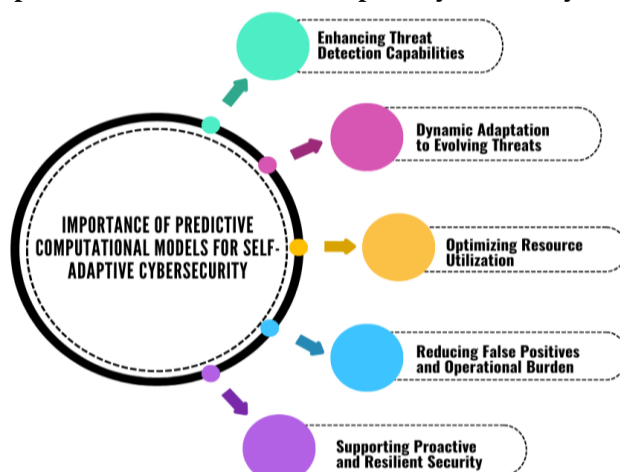 Enhancing Threat
Detection Capabilities
Dynamic Adaptation
to Evolving Threats
IMPORTANCE OF PREDICTIVE
COMPUTATIONAL MODELS FOR SELF-
ADAPTIVE CYBERSECURITY
Optimizing Resource
Utilization
Reducing False Positives
and Operational Burden
Supporting Proactive
and Resilient Security